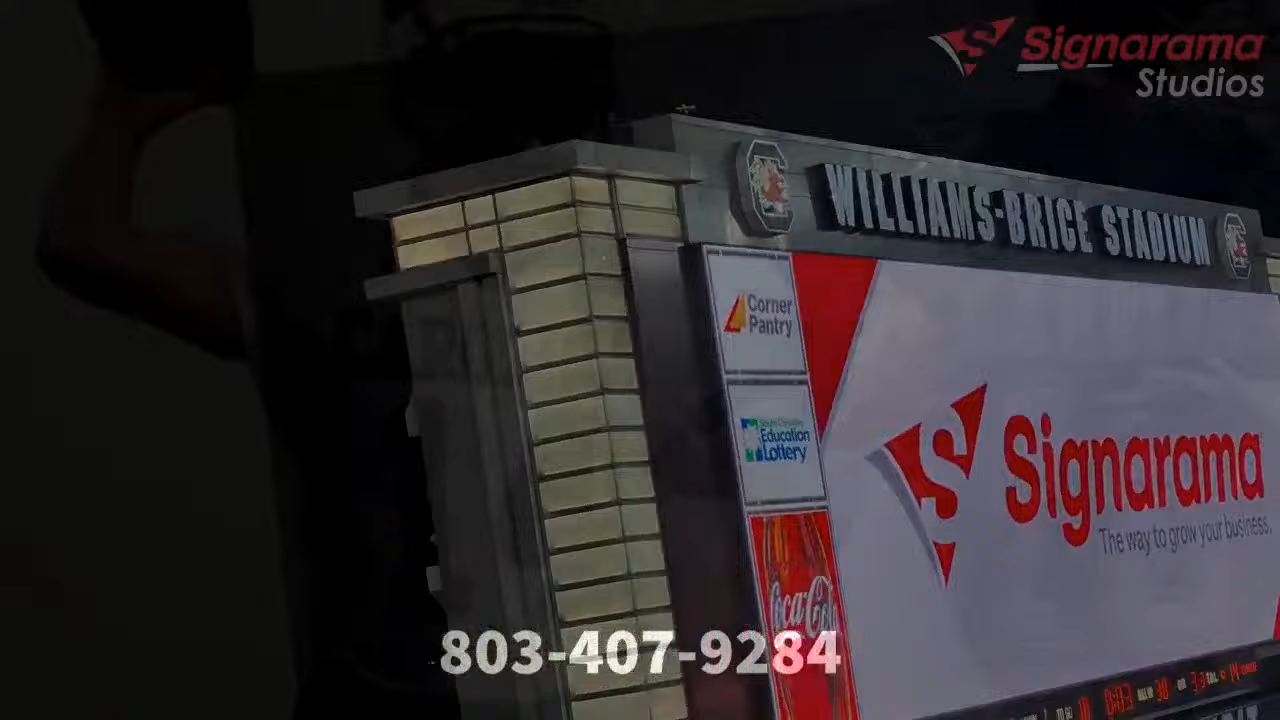 Signarama
Studios
WILLIAMS-BRICE STADIUM
Corner
Pantry
Education
Lottery
Signarama
The way to grow your business.
Coca-Cola
803-407-9284